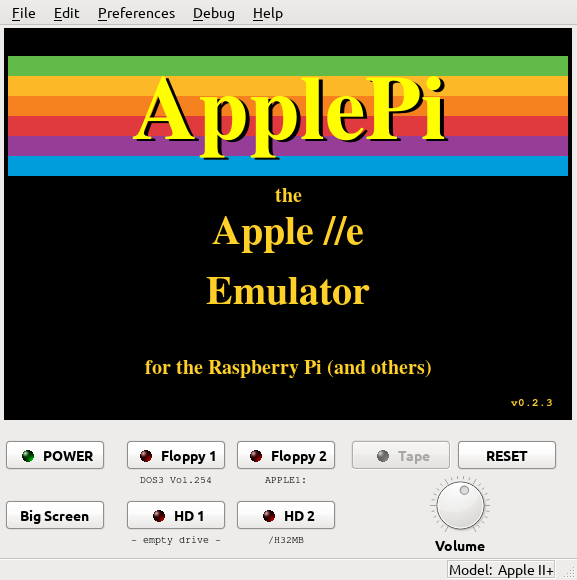 File Edit Preferences Debug Help
ApplePi
the
Apple //e
Emulator
for the Raspberry Pi (and others)
v0.2.3
POWER Floppy 1 Floppy 2 Tape RESET
DOS3 Vol.254 APPLE1:
Big Screen HD 1 HD 2
- empty drive - /H32MB
Volume
Model: Apple II+